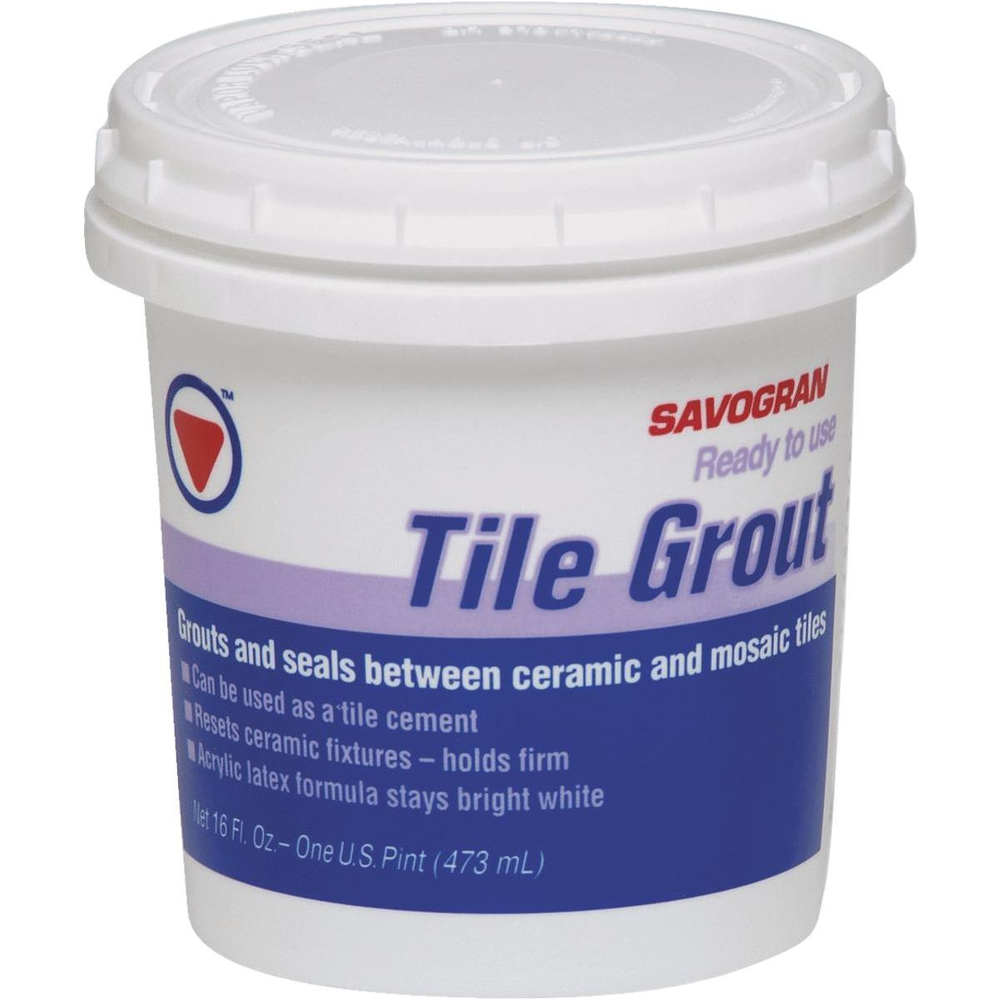 ™
SAVOGRAN
Ready to use
Tile Grout
Grouts and seals between ceramic and mosaic tiles
Can be used as a tile cement
Resets ceramic fixtures – holds firm
Acrylic latex formula stays bright white
Net 16 Fl. Oz.– One U.S. Pint (473 mL)